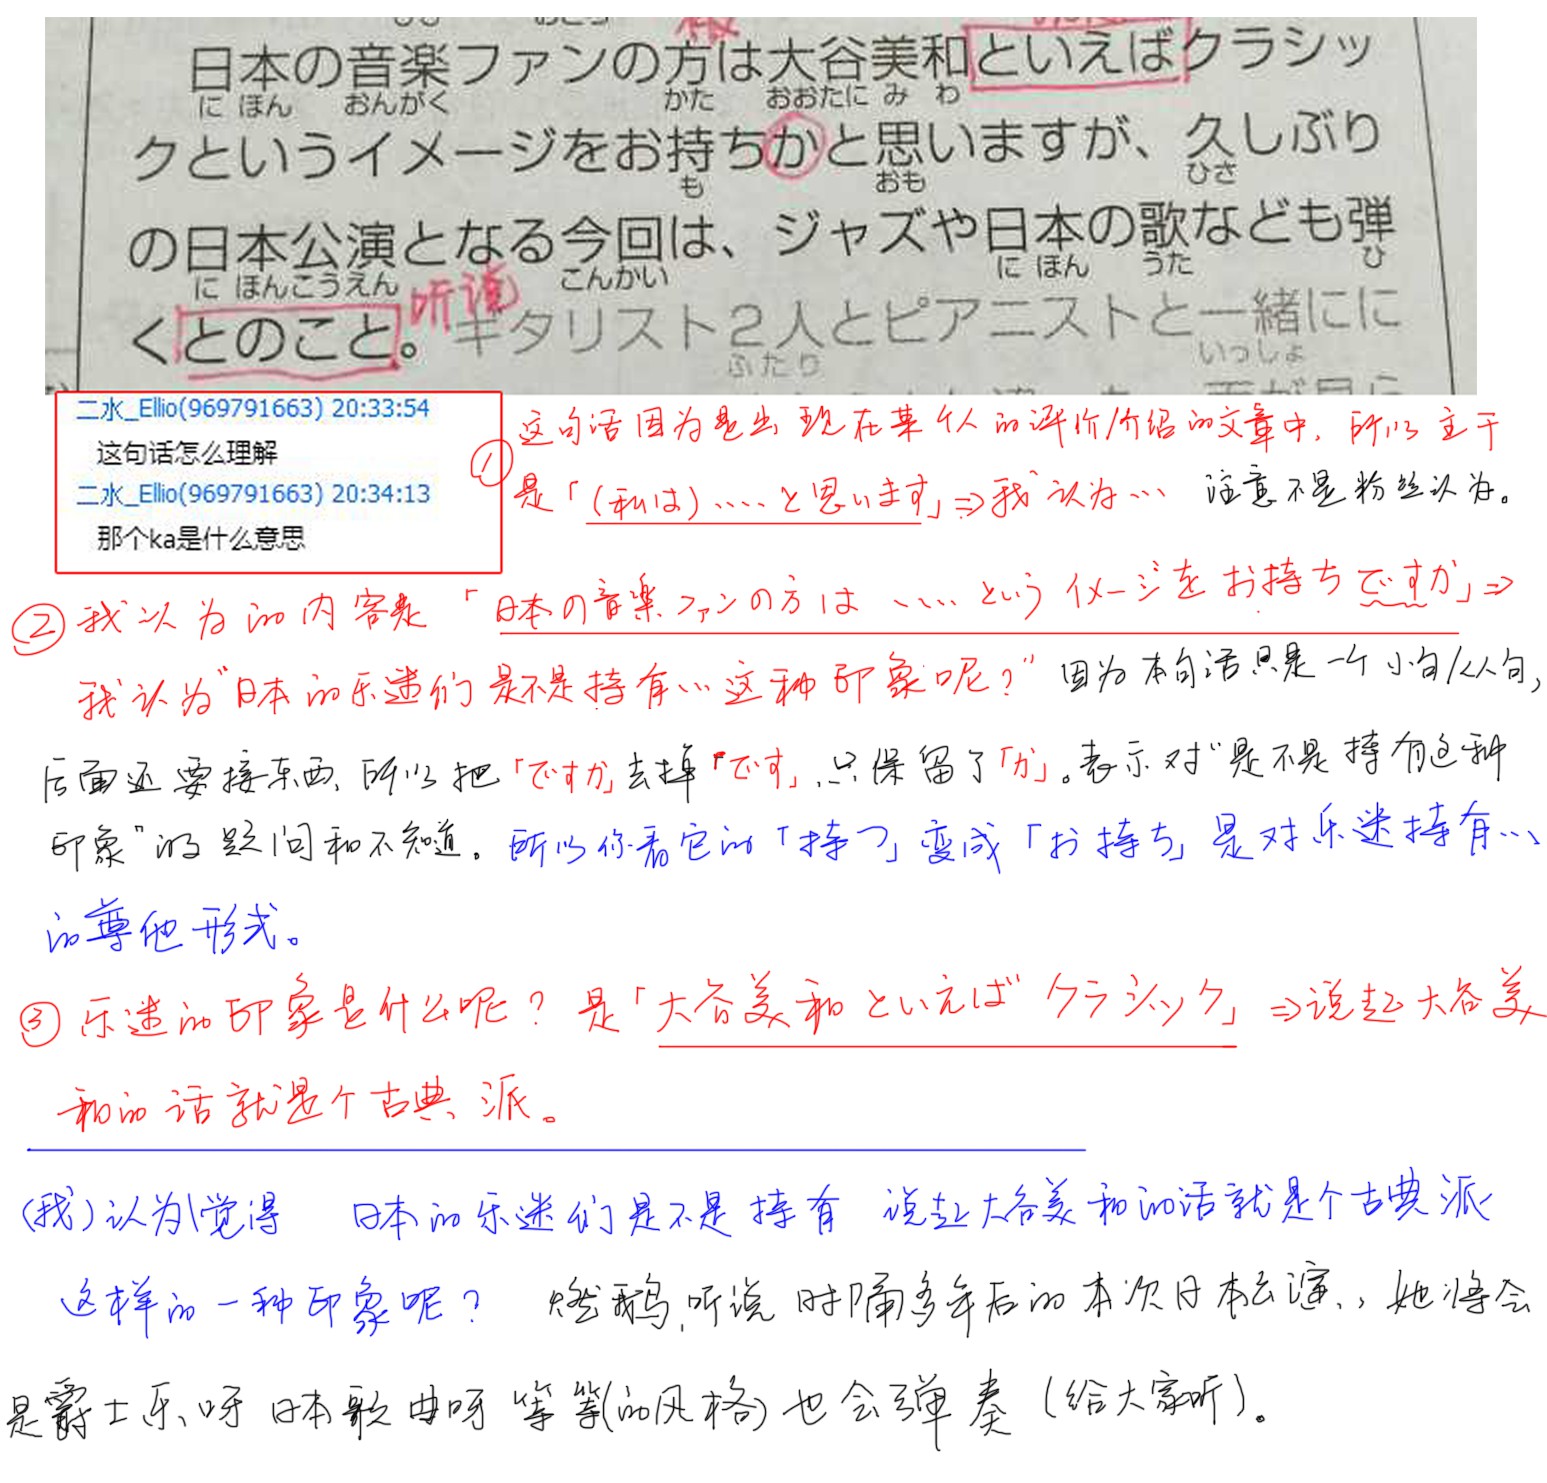 日本の音楽ファンの方は大谷美和といえばクラシッ
に ほん おんがく かた おおたに み わ
クというイメージをお持ちかと思いますが、久しぶり
も おも ひさ
の日本公演となる今回は、ジャズや日本の歌なども弾
に ほんこうえん こんかい に ほん うた ひ
くとのこと。ギタリスト2人とピアニストと一緒にに
听说
ふたり いっしょ
二水_Ellio(969791663) 20:33:54
这句话怎么理解
二水_Ellio(969791663) 20:34:13
那个ka是什么意思
①这句话因为是出现在某个人的评价/介绍的文章中，所以主干
是「(私は)……と思います」⇒我认为… 注意不是粉丝认为。
②我以为的内容是「日本の音楽ファンの方は、、、、というイメージをお持ちですか」⇒
我认为"日本的乐迷们是不是持有…这种印象呢？"因为本句话只是一个小句/从句，
后面还要接东西，所以把「ですか」去掉「です」，只保留了「か」。表示对"是不是持有这种
印象"的疑问和不知道。所以你看它的「持つ」变成「お持ち」是对乐迷持有…
的尊他形式。
③乐迷的印象是什么呢？是「大谷美和といえばクラシック」⇒说起大谷美
和的话就是个古典派。
(我)认为\觉得 日本的乐迷们是不是持有 说起大谷美和的话就是个古典派
这样的一种印象呢？ 燃鹅，听说时隔多年后的本次日本公演，她将会
是爵士乐、呀日本歌曲呀等等(的风格)也会弹奏(给大家听)。